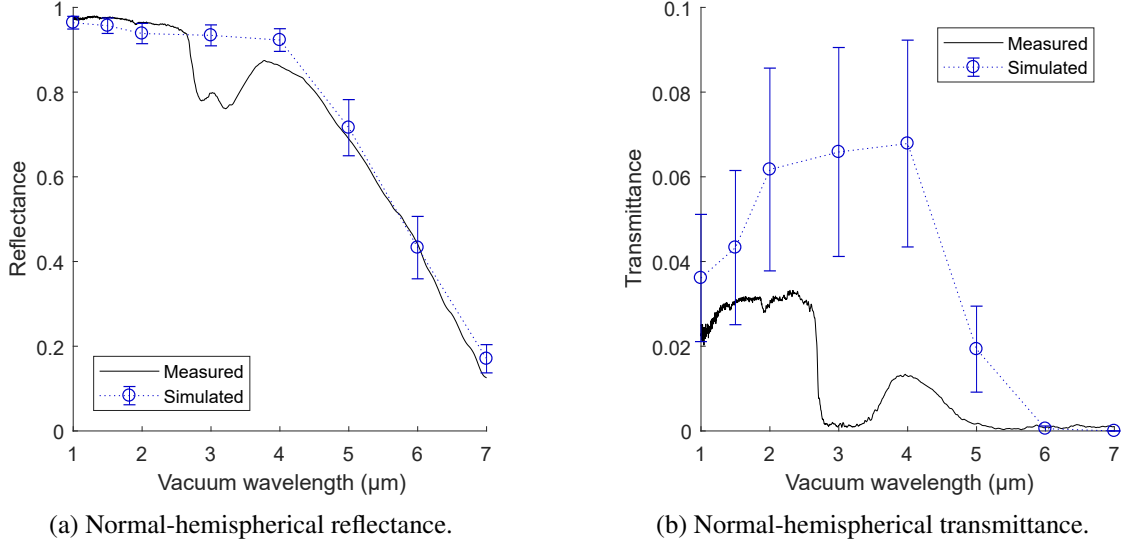 1
0.8
0.6
0.4
0.2
0
Reflectance
Measured
Simulated
1 2 3 4 5 6 7
Vacuum wavelength (μm)
(a) Normal-hemispherical reflectance.
0.1
0.08
0.06
0.04
0.02
0
Transmittance
Measured
Simulated
1 2 3 4 5 6 7
Vacuum wavelength (μm)
(b) Normal-hemispherical transmittance.